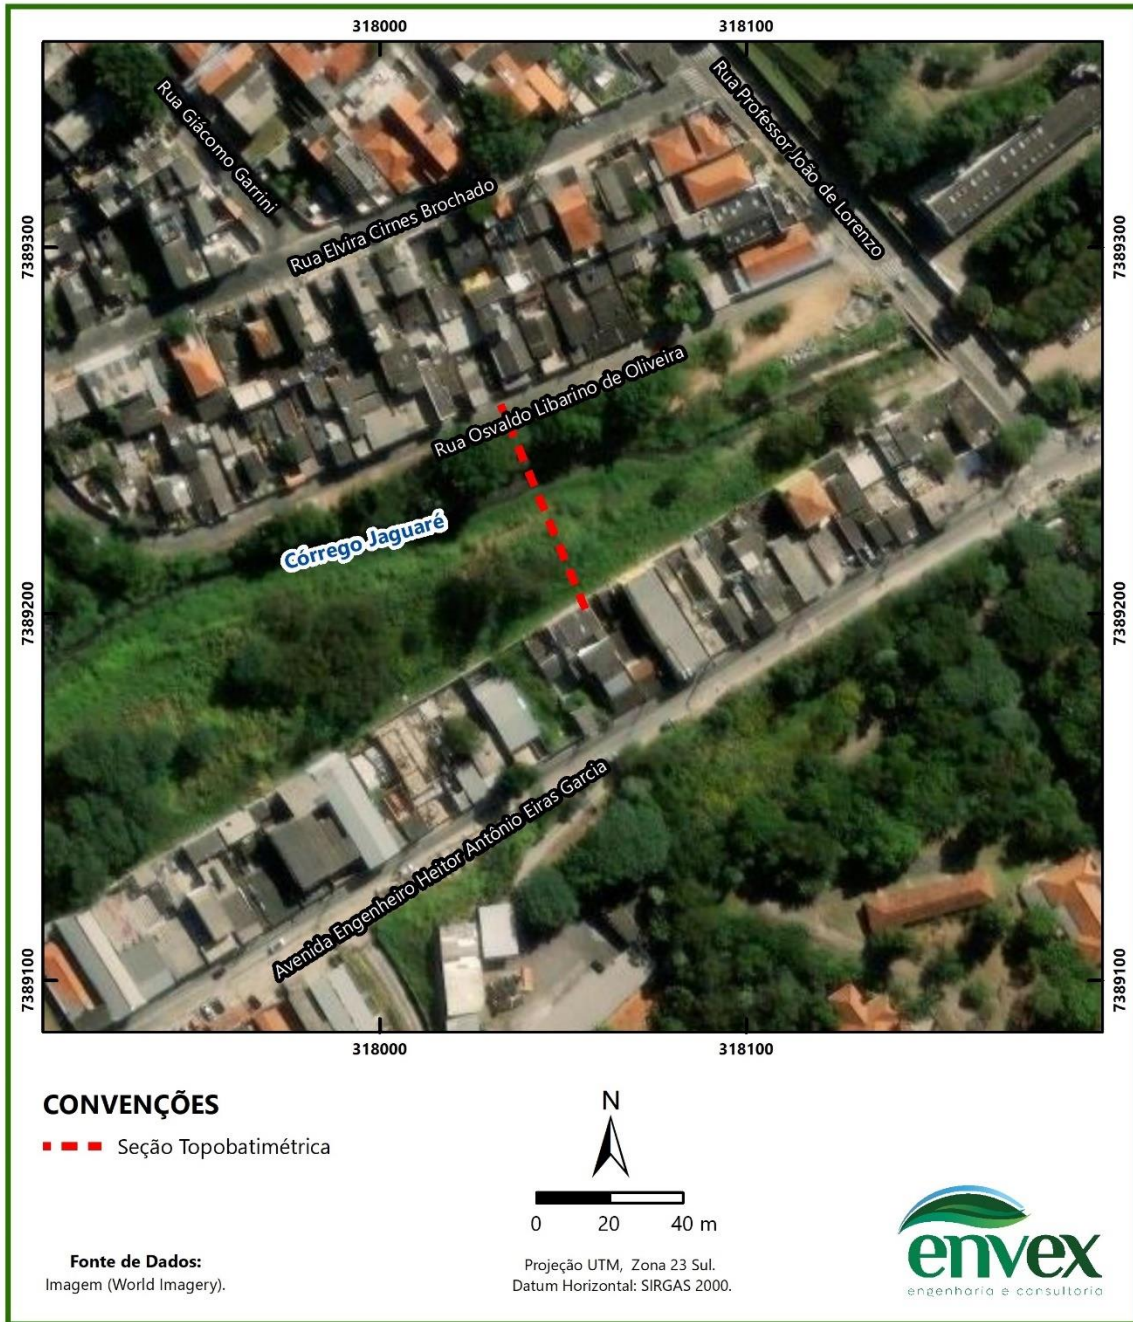 318000
318100
Rua Giácomo Garrini
Rua Professor João de Lorenzo
Rua Elvira Cirnes Brochado
7389300
7389300
Rua Osvaldo Libarino de Oliveira
Córrego Jaguaré
7389200
7389200
Avenida Engenheiro Heitor Antônio Eiras Garcia
7389100
7389100
318000
318100
CONVENÇÕES
Seção Topobatimétrica
N
0 20 40 m
Fonte de Dados:
Imagem (World Imagery).
Projeção UTM, Zona 23 Sul.
Datum Horizontal: SIRGAS 2000.
envex
engenharia e consultoria